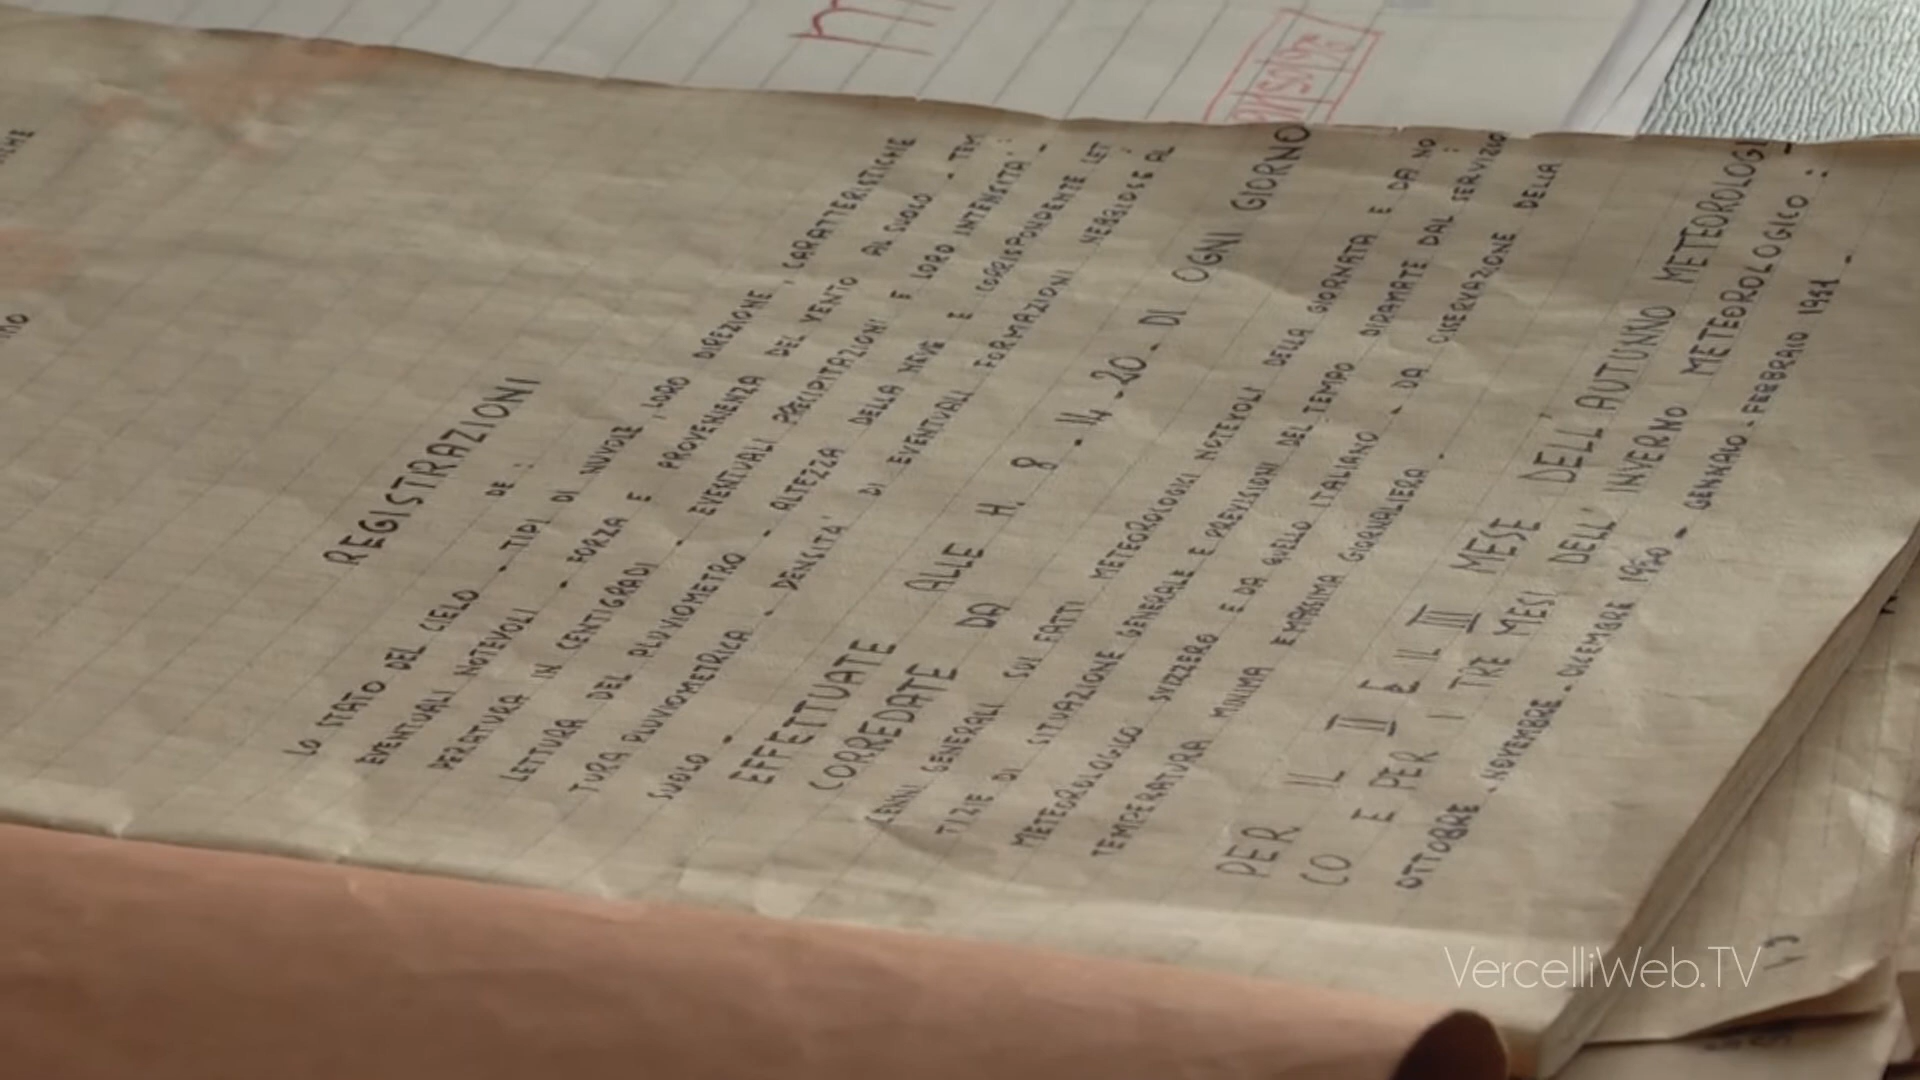 REGISTRAZIONI
DE:
LO STATO DEL CIELO - TIPI DI NUVOLE, LORO DIREZIONE, CARATTERISTICHE
EVENTUALI NOTEVOLI - FORZA E PROVENIENZA DEL VENTO AL SUOLO - TEM
PERATURA IN CENTIGRADI - EVENTUALI PRECIPITAZIONI E LORO INTENSITA' -
LETTURA DEL PLUVIOMETRO - ALTEZZA DELLA NEVE E CORRISPONDENTE LET
TURA PLUVIOMETRICA - DENSITA' DI EVENTUALI FORMAZIONI NEBBIOSE AL
SUOLO -
EFFETTUATE ALLE H. 8 - 14 - 20 - DI OGNI GIORNO
CORREDATE DA
CENNI GENERALI SUI FATTI METEOROLOGICI NOTEVOLI DELLA GIORNATA E DA NO
TIZIE DI SITUAZIONE GENERALE E PREVISIONI DEL TEMPO DIRAMATE DAL SERVIZIO
METEOROLOGICO SVIZZERO E DA QUELLO ITALIANO - DA OSSERVAZIONE DELLA
TEMPERATURA MINIMA E MASSIMA GIORNALIERA -
PER IL II E IL III MESE DELL'AUTUNNO METEOROLOGI
CO E PER I TRE MESI DELL'INVERNO METEOROLOGICO:
OTTOBRE - NOVEMBRE - DICEMBRE 1950 - GENNAIO - FEBBRAIO 1951 -
VercelliWeb.TV